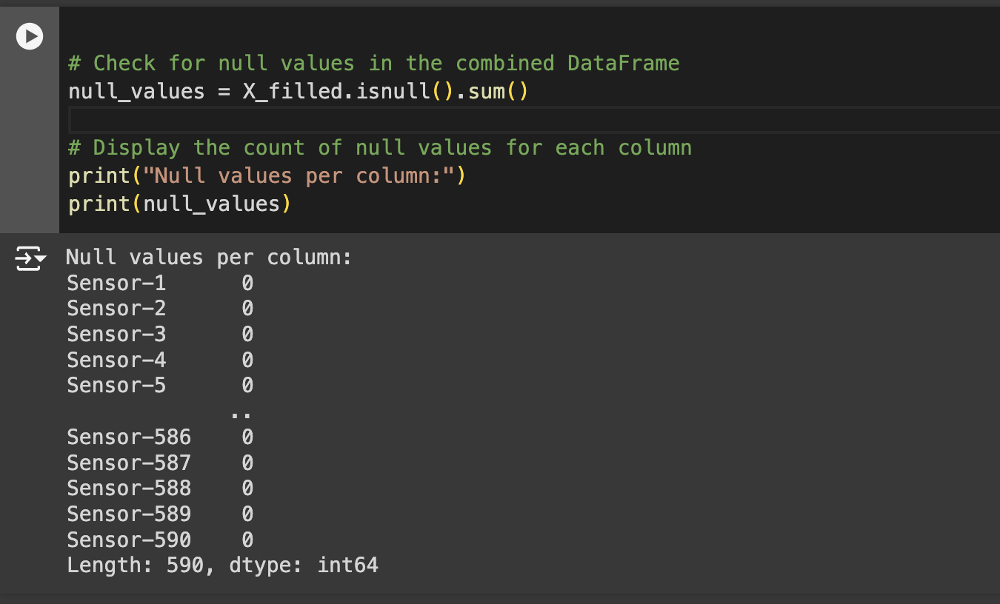 # Check for null values in the combined DataFrame
null_values = X_filled.isnull().sum()
# Display the count of null values for each column
print("Null values per column:")
print(null_values)
Null values per column:
Sensor-1      0
Sensor-2      0
Sensor-3      0
Sensor-4      0
Sensor-5      0
             ..
Sensor-586    0
Sensor-587    0
Sensor-588    0
Sensor-589    0
Sensor-590    0
Length: 590, dtype: int64